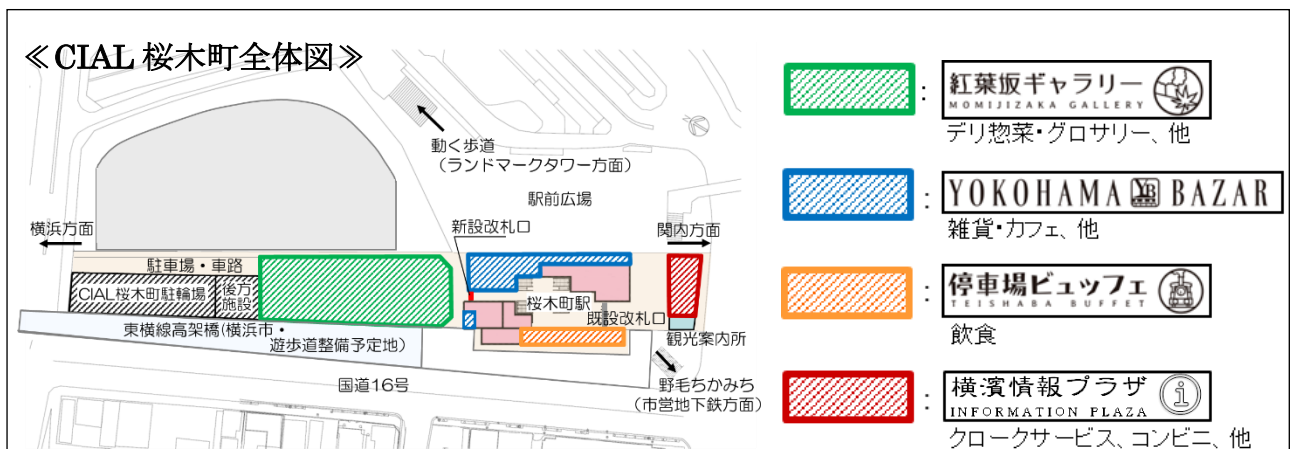 ≪CIAL 桜木町全体図≫
動く歩道
(ランドマークタワー方面)
駅前広場
新設改札口
横浜方面
関内方面
駐車場・車路
CIAL桜木町駐輪場
後方
施設
桜木町駅
既設改札口
観光案内所
東横線高架橋(横浜市・
遊歩道整備予定地)
国道16号
野毛ちかみち
(市営地下鉄方面)
: 紅葉坂ギャラリー
MOMIJIZAKA GALLERY
デリ惣菜・グロサリー、他
: YOKOHAMA YB BAZAR
雑貨・カフェ、他
: 停車場ビュッフェ
TEISHABA BUFFET
飲食
: 横濱情報プラザ i
INFORMATION PLAZA
クロークサービス、コンビニ、他